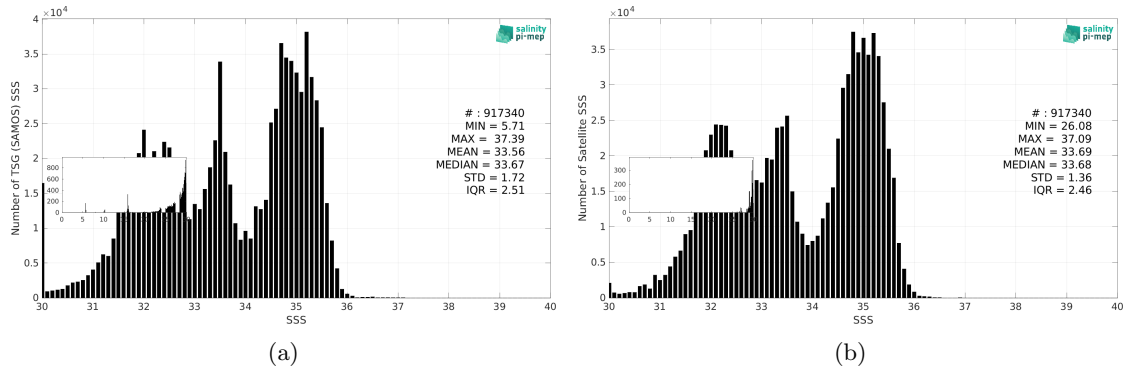 ×10⁴
4
3.5
3
2.5
2
1.5
1
0.5
0
Number of TSG (SAMOS) SSS
800
600
400
200
0
0 5 10 15
salinity
pi-mep
# : 917340
MIN = 5.71
MAX = 37.39
MEAN = 33.56
MEDIAN = 33.67
STD = 1.72
IQR = 2.51
30 31 32 33 34 35 36 37 38 39 40
SSS
(a)
×10⁴
3.5
3
2.5
2
1.5
1
0.5
0
Number of Satellite SSS
300
200
100
0
0 5 10 15
salinity
pi-mep
# : 917340
MIN = 26.08
MAX = 37.09
MEAN = 33.69
MEDIAN = 33.68
STD = 1.36
IQR = 2.46
30 31 32 33 34 35 36 37 38 39 40
SSS
(b)